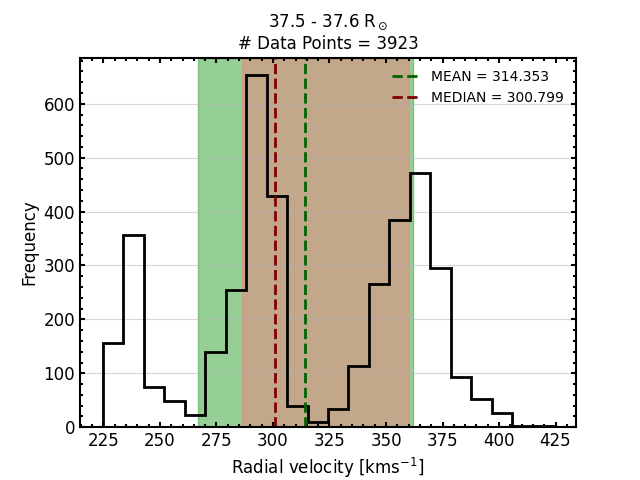 37.5 - 37.6 R⊙
# Data Points = 3923
MEAN = 314.353
MEDIAN = 300.799
600
500
400
300
200
100
0
Frequency
225 250 275 300 325 350 375 400 425
Radial velocity [kms⁻¹]